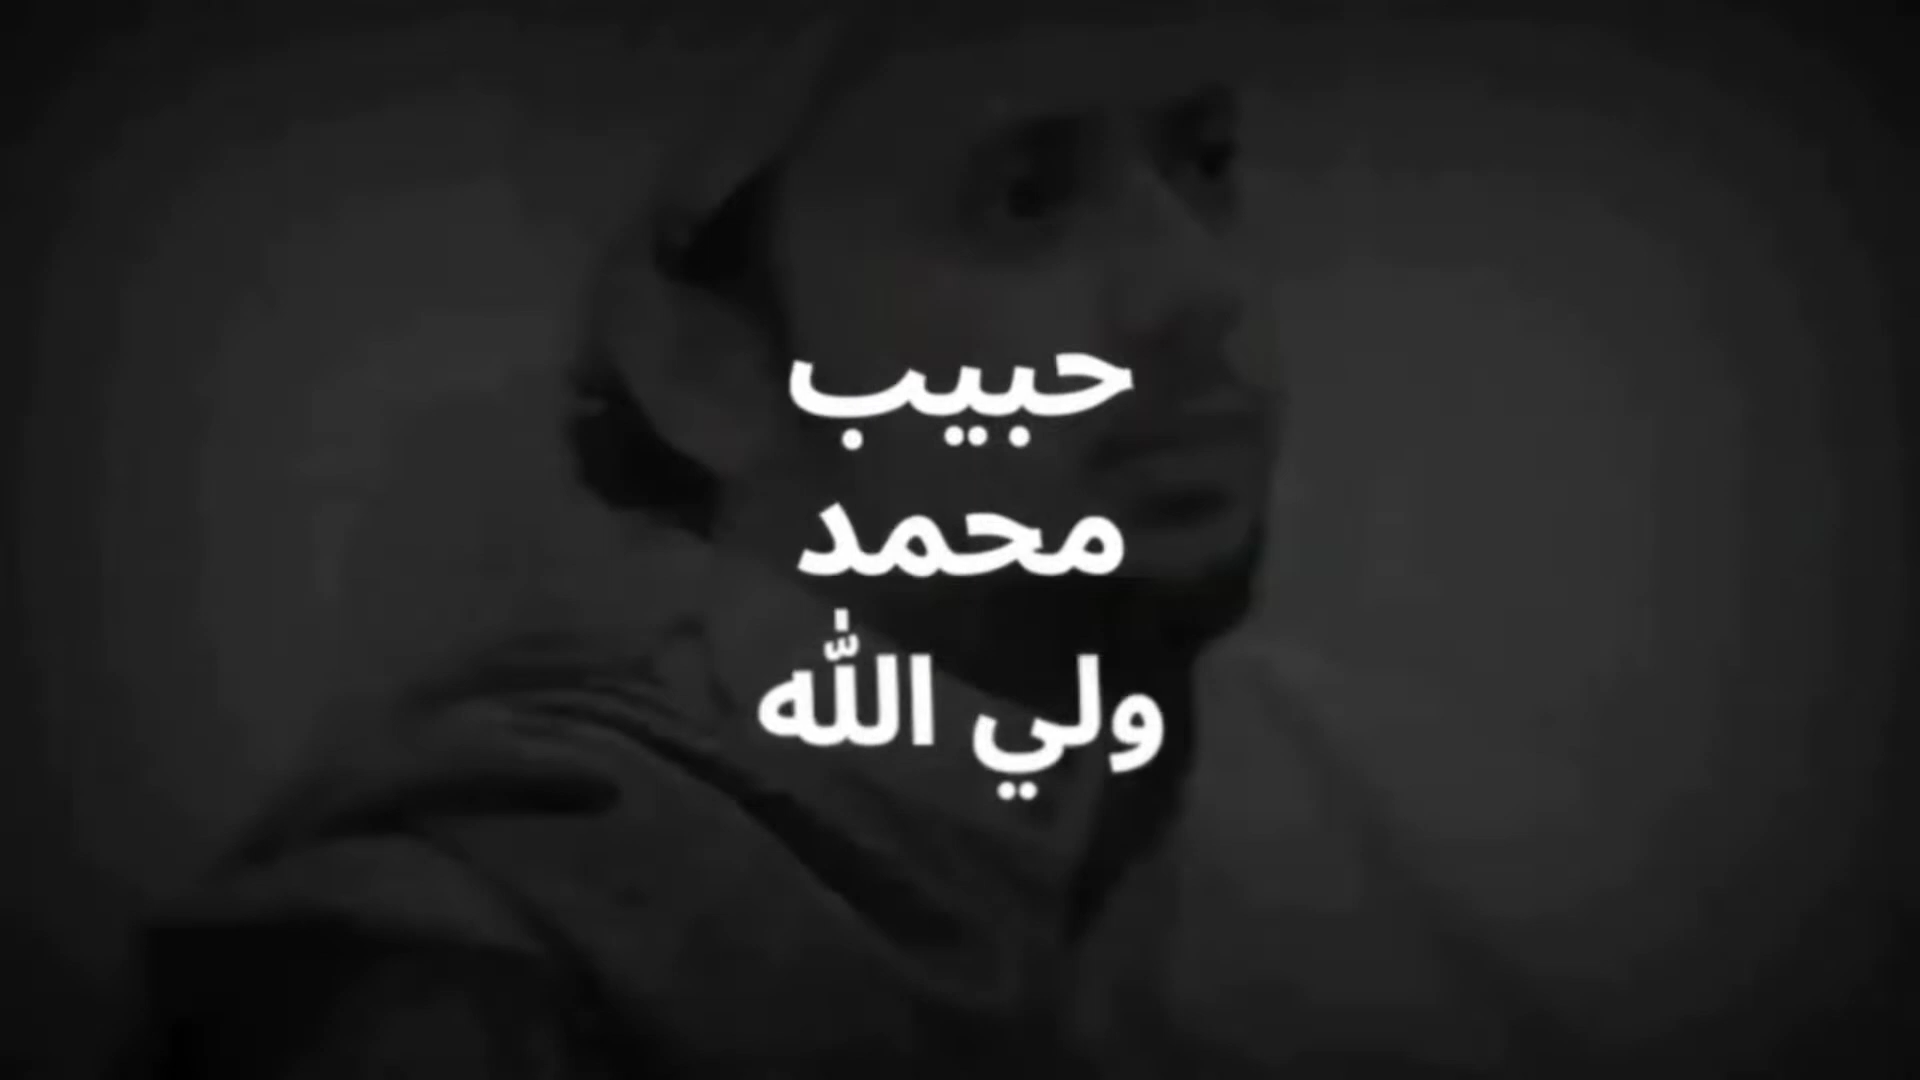 حبيب
محمد
ولي الله